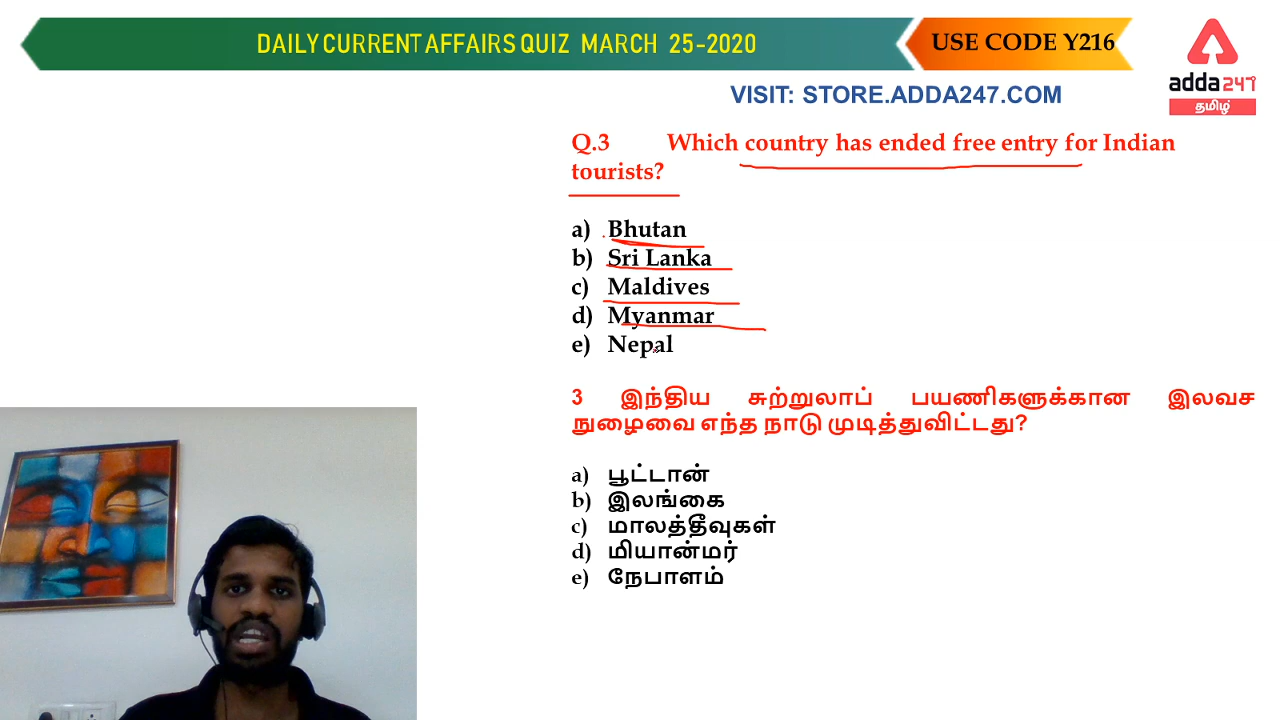 DAILY CURRENT AFFAIRS QUIZ MARCH 25-2020
USE CODE Y216
adda247
தமிழ்
VISIT: STORE.ADDA247.COM
Q.3 Which country has ended free entry for Indian
tourists?
a) Bhutan
b) Sri Lanka
c) Maldives
d) Myanmar
e) Nepal
3 இந்திய சுற்றுலாப் பயணிகளுக்கான இலவச
நுழைவை எந்த நாடு முடித்துவிட்டது?
a) பூட்டான்
b) இலங்கை
c) மாலத்தீவுகள்
d) மியான்மர்
e) நேபாளம்